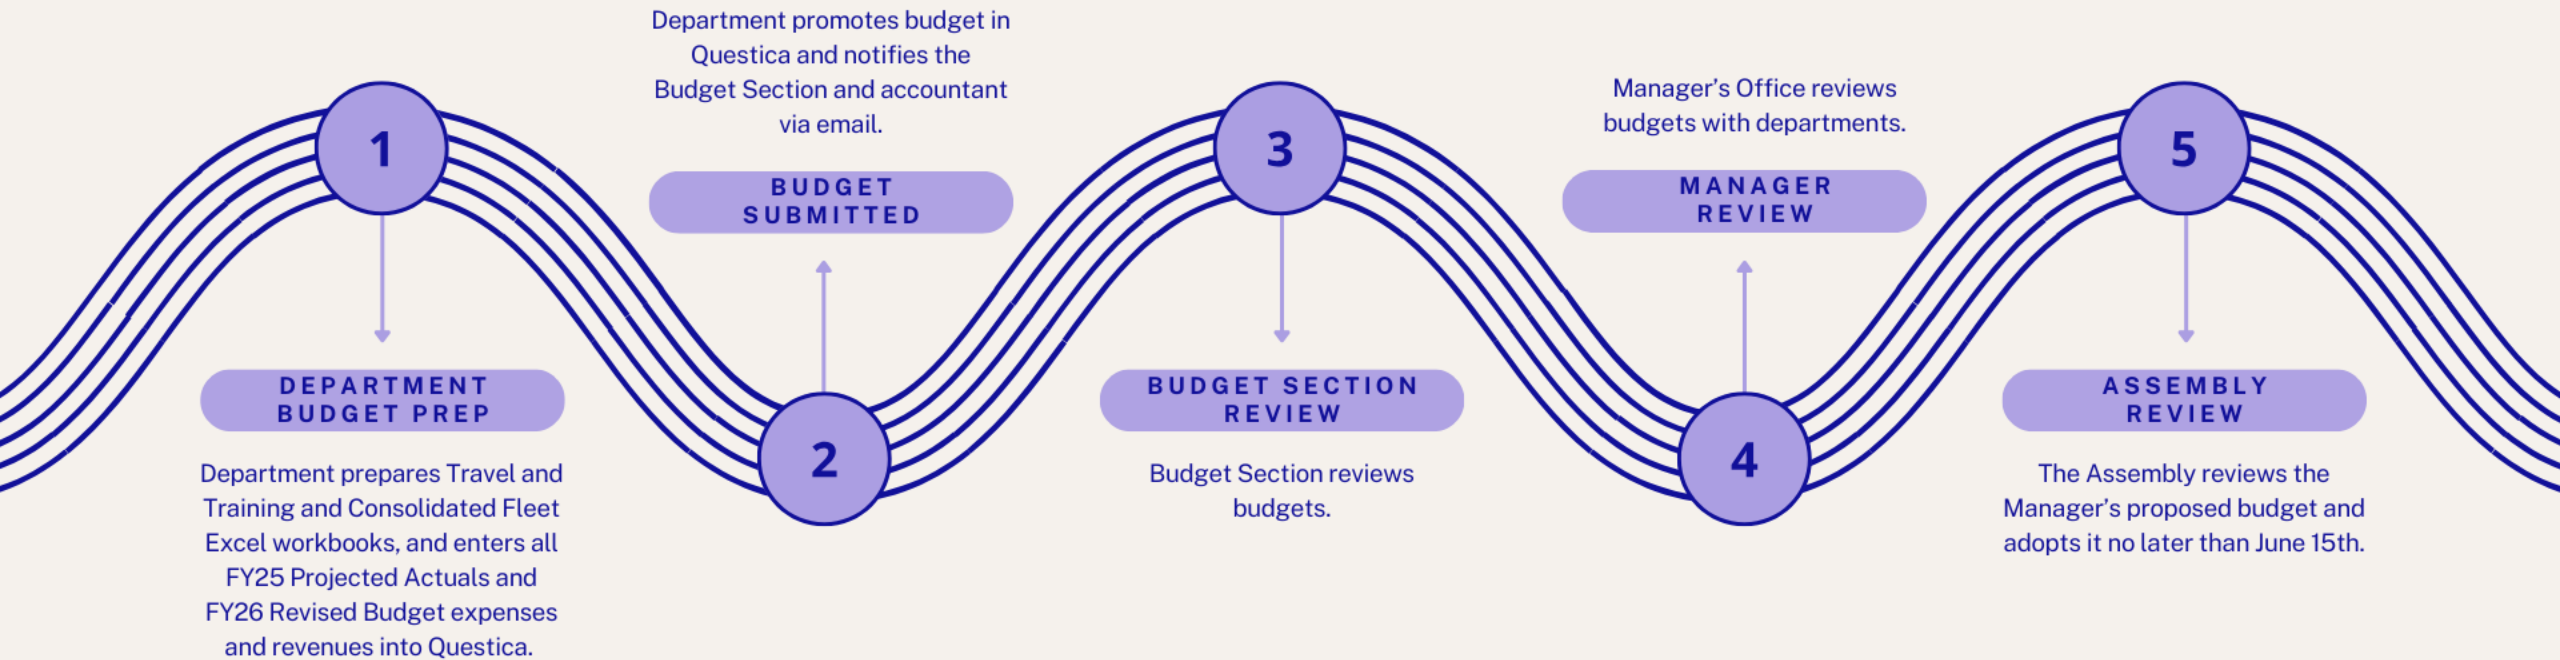 1
DEPARTMENT
BUDGET PREP
Department prepares Travel and
Training and Consolidated Fleet
Excel workbooks, and enters all
FY25 Projected Actuals and
FY26 Revised Budget expenses
and revenues into Questica.
Department promotes budget in
Questica and notifies the
Budget Section and accountant
via email.
BUDGET
SUBMITTED
2
3
BUDGET SECTION
REVIEW
Budget Section reviews
budgets.
Manager’s Office reviews
budgets with departments.
MANAGER
REVIEW
4
5
ASSEMBLY
REVIEW
The Assembly reviews the
Manager’s proposed budget and
adopts it no later than June 15th.